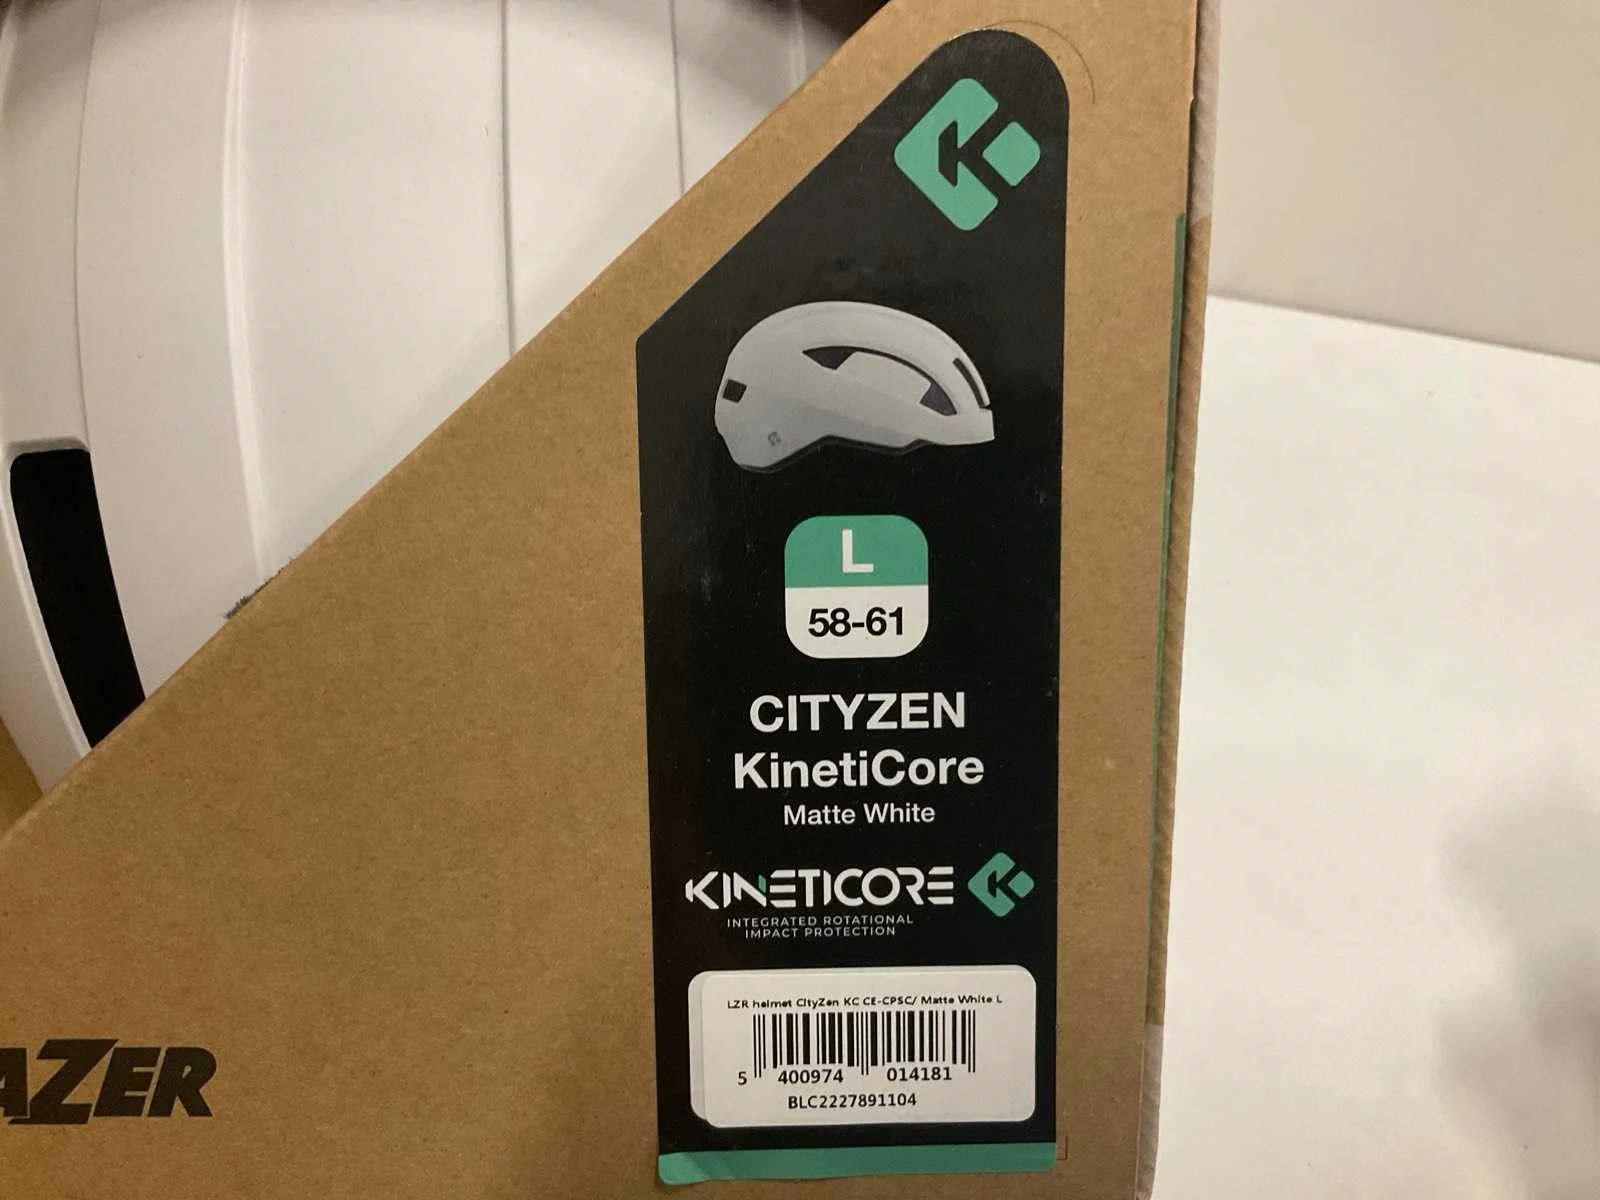 K
L
58-61
CITYZEN
KinetiCore
Matte White
KINETICORE K
INTEGRATED ROTATIONAL
IMPACT PROTECTION
LZR helmet CityZen KC CE-CPSC/ Matte White L
5 400974 014181
BLC2227891104
AZER